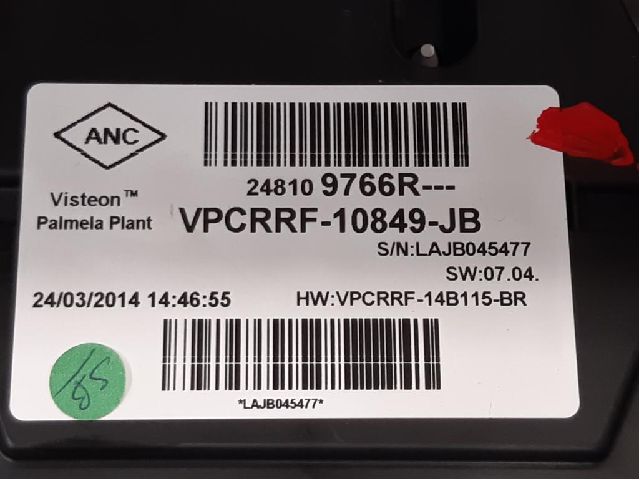 ANC
Visteon™
Palmela Plant
24810 9766R---
VPCRRF-10849-JB
S/N:LAJB045477
SW:07.04.
24/03/2014 14:46:55
HW:VPCRRF-14B115-BR
*LAJB045477*